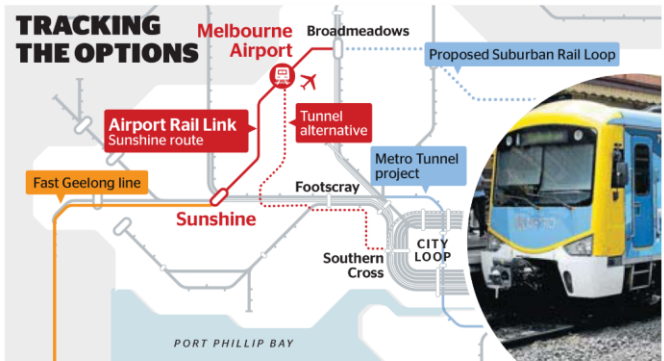 TRACKING
THE OPTIONS
Melbourne
Airport
Broadmeadows
Proposed Suburban Rail Loop
Airport Rail Link
Sunshine route
Tunnel
alternative
Metro Tunnel
project
Fast Geelong line
Footscray
Sunshine
Southern
Cross
CITY
LOOP
PORT PHILLIP BAY